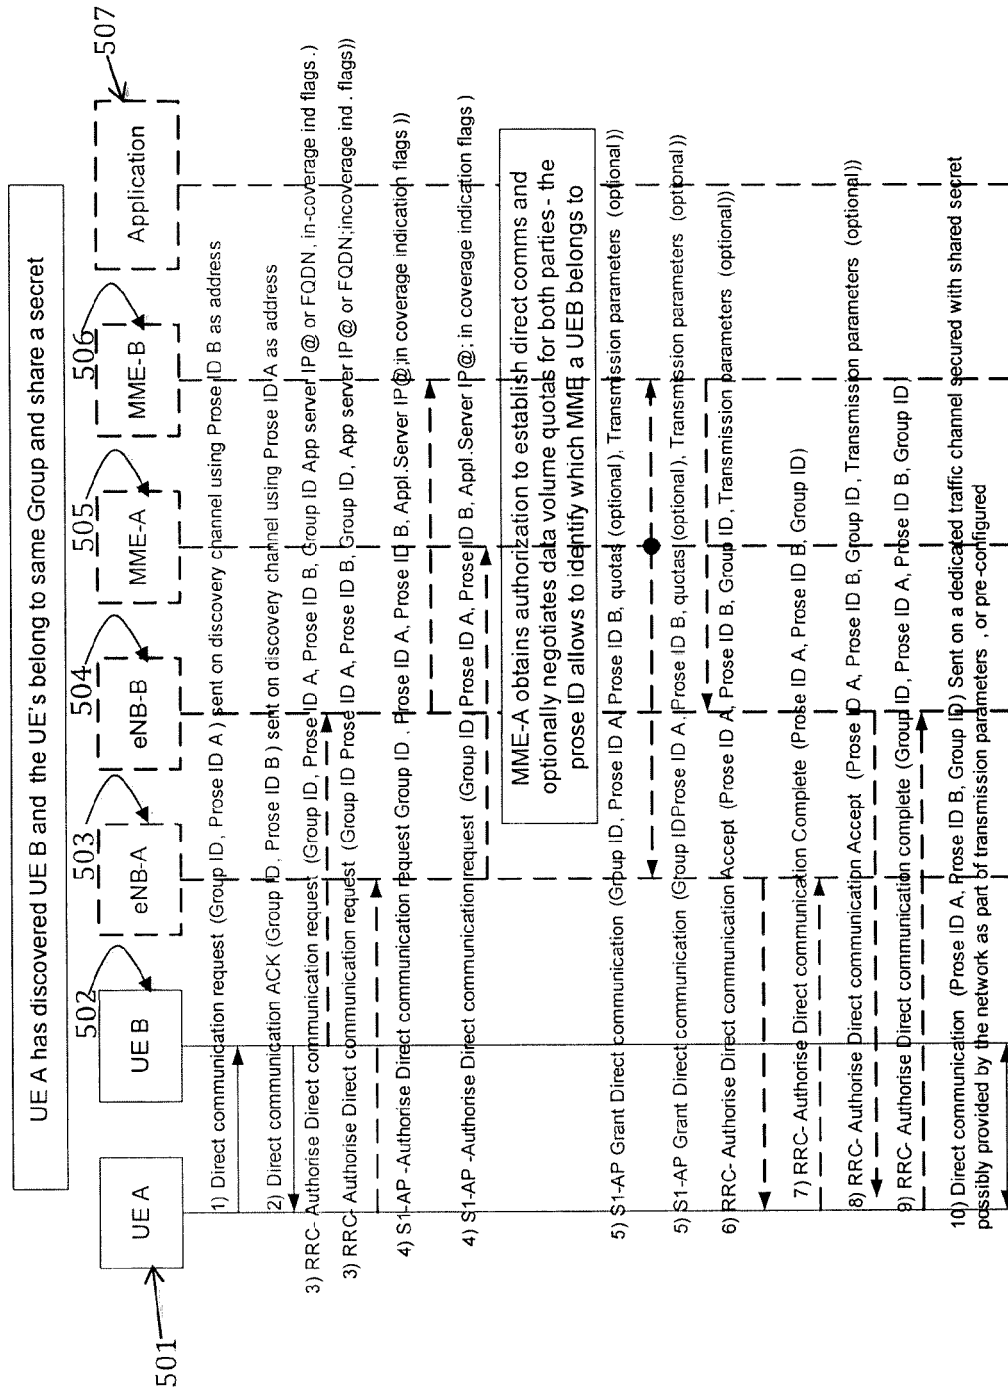 UE A has discovered UE B and the UE's belong to same Group and share a secret
501
UE A
502
UE B
503
eNB-A
504
eNB-B
505
MME-A
506
MME-B
507
Application
1) Direct communication request (Group ID, Prose ID A) sent on discovery channel using Prose ID B as address
2) Direct communication ACK (Group ID, Prose ID B ) sent on discovery channel using Prose ID A as address
3) RRC- Authorise Direct communication request (Group ID, Prose ID A, Prose ID B, Group ID App server IP@ or FQDN, in-coverage ind flags .)
3) RRC- Authorise Direct communication request (Group ID Prose ID A, Prose ID B, Group ID, App server IP@ or FQDN;incoverage ind . flags))
4) S1-AP -Authorise Direct communication request Group ID , Prose ID A, Prose ID B, Appl.Server IP@;in coverage indication flags ))
4) S1-AP -Authorise Direct communication request (Group ID Prose ID A, Prose ID B, Appl.Server IP@; in coverage indication flags )
MME-A obtains authorization to establish direct comms and
optionally negotiates data volume quotas for both parties - the
prose ID allows to identify which MME a UEB belongs to
5) S1-AP Grant Direct communication (Group ID, Prose ID A, Prose ID B, quotas (optional), Transmission parameters (optional))
5) S1-AP Grant Direct communication (Group IDProse ID A, Prose ID B, quotas (optional), Transmission parameters (optional))
6) RRC- Authorise Direct communication Accept (Prose ID A, Prose ID B, Group ID, Transmission parameters (optional))
7) RRC- Authorise Direct communication Complete (Prose ID A, Prose ID B, Group ID)
8) RRC- Authorise Direct communication Accept (Prose ID A, Prose ID B, Group ID, Transmission parameters (optional))
9) RRC- Authorise Direct communication complete (Group ID, Prose ID A, Prose ID B, Group ID)
10) Direct communication (Prose ID A, Prose ID B, Group ID) Sent on a dedicated traffic channel secured with shared secret
possibly provided by the network as part of transmission parameters , or pre-configured